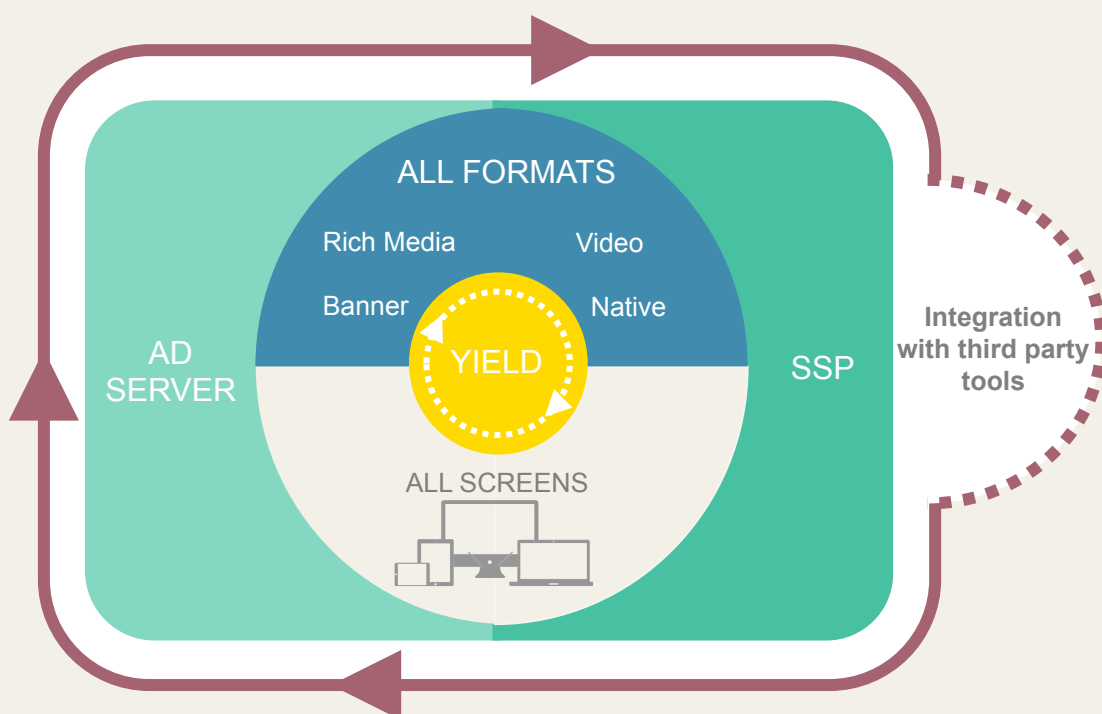 ALL FORMATS
Rich Media
Video
Banner
Native
AD
SERVER
YIELD
SSP
Integration
with third party
tools
ALL SCREENS